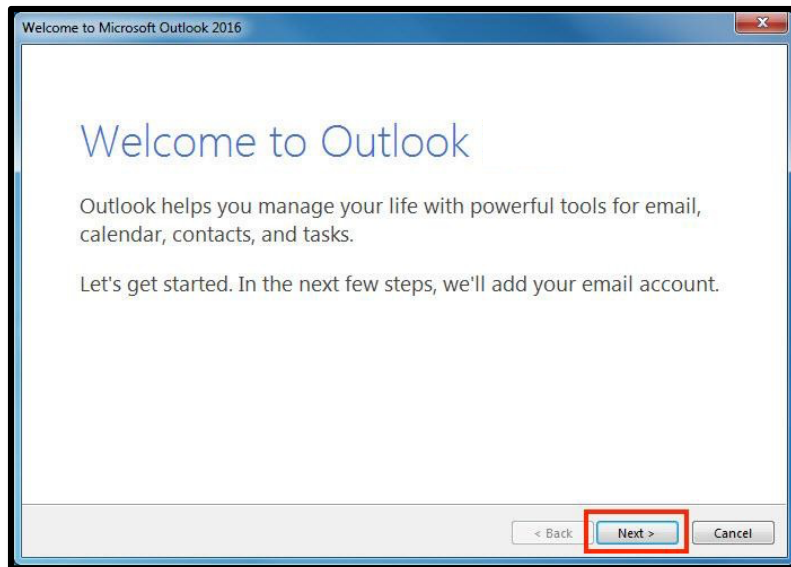 Welcome to Microsoft Outlook 2016
Welcome to Outlook
Outlook helps you manage your life with powerful tools for email,
calendar, contacts, and tasks.
Let's get started. In the next few steps, we'll add your email account.
< Back Next > Cancel